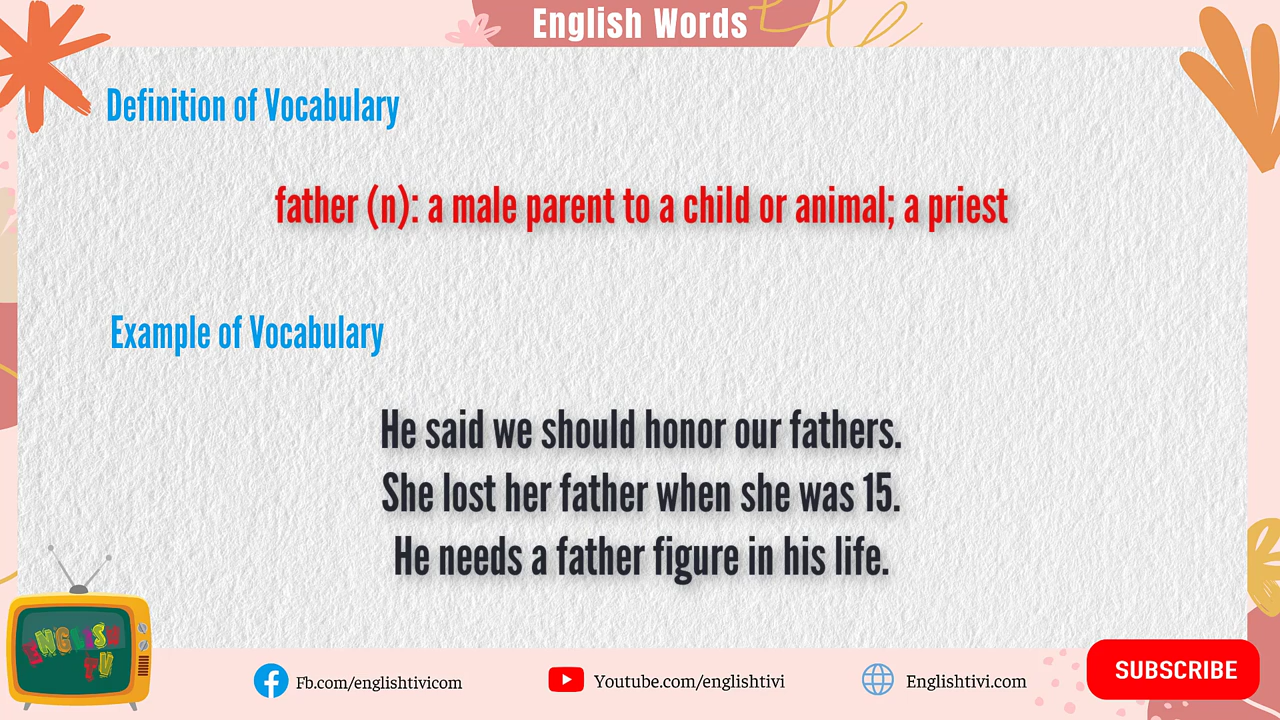 English Words
Definition of Vocabulary
father (n): a male parent to a child or animal; a priest
Example of Vocabulary
He said we should honor our fathers.
She lost her father when she was 15.
He needs a father figure in his life.
ENGLISH
TV
Fb.com/englishtivicom
Youtube.com/englishtivi
Englishtivi.com
SUBSCRIBE